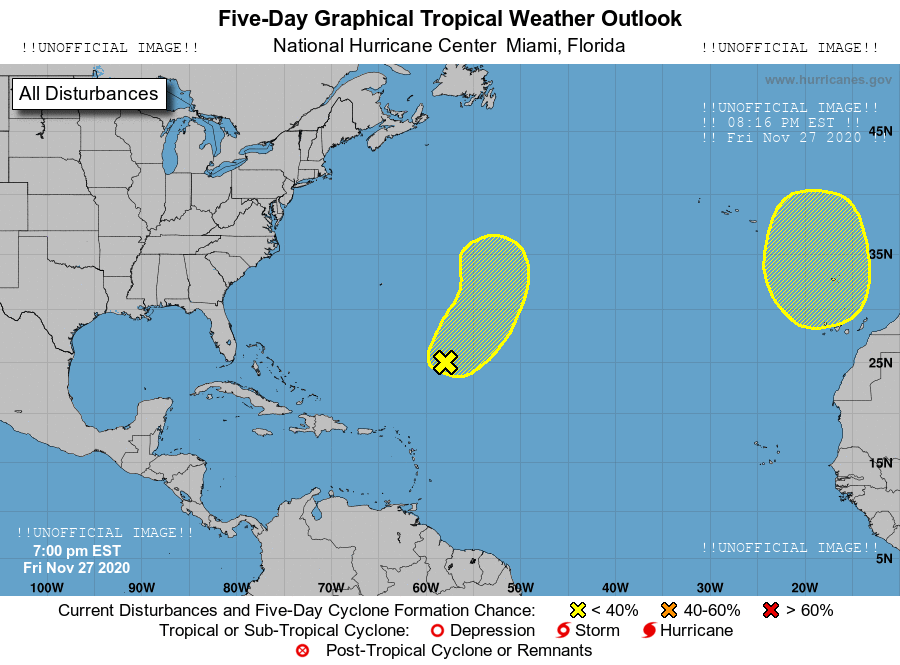 Five-Day Graphical Tropical Weather Outlook
!!UNOFFICIAL IMAGE!! National Hurricane Center Miami, Florida !!UNOFFICIAL IMAGE!!
www.hurricanes.gov
All Disturbances
!!UNOFFICIAL IMAGE!!
!! 08:16 PM EST !!
!! Fri Nov 27 2020 !!
45N
35N
25N
15N
!!UNOFFICIAL IMAGE!!
7:00 pm EST
Fri Nov 27 2020
!!UNOFFICIAL IMAGE!!
5N
100W 90W 80W 70W 60W 50W 40W 30W 20W
Current Disturbances and Five-Day Cyclone Formation Chance: < 40% 40-60% > 60%
Tropical or Sub-Tropical Cyclone: Depression Storm Hurricane
Post-Tropical Cyclone or Remnants